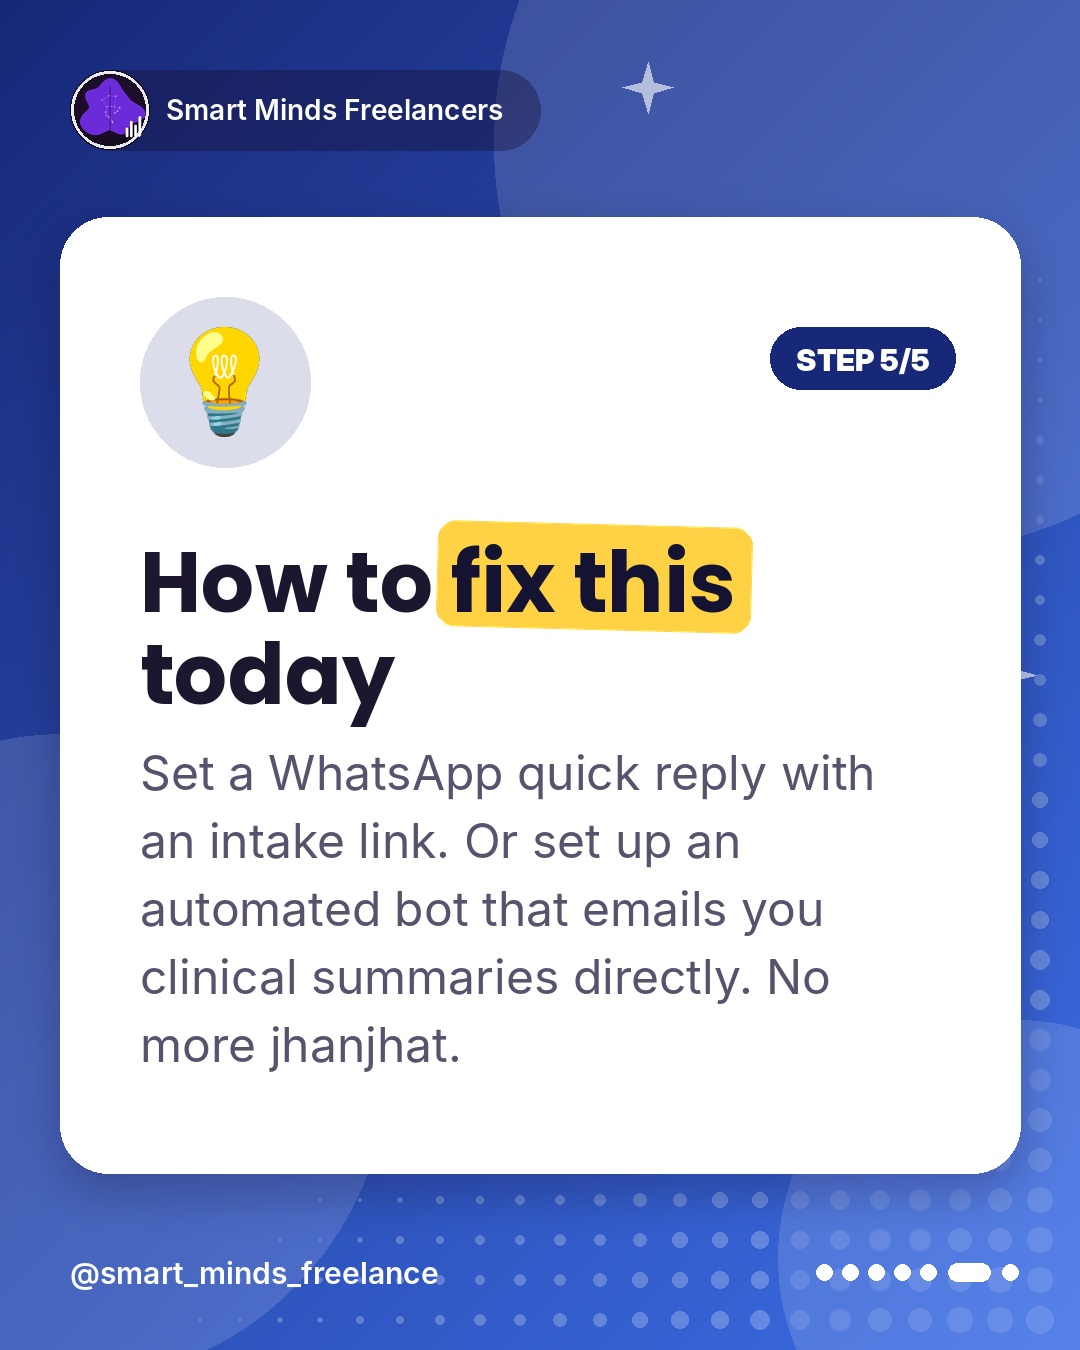 Smart Minds Freelancers
STEP 5/5
How to fix this
today
Set a WhatsApp quick reply with
an intake link. Or set up an
automated bot that emails you
clinical summaries directly. No
more jhanjhat.
@smart_minds_freelance